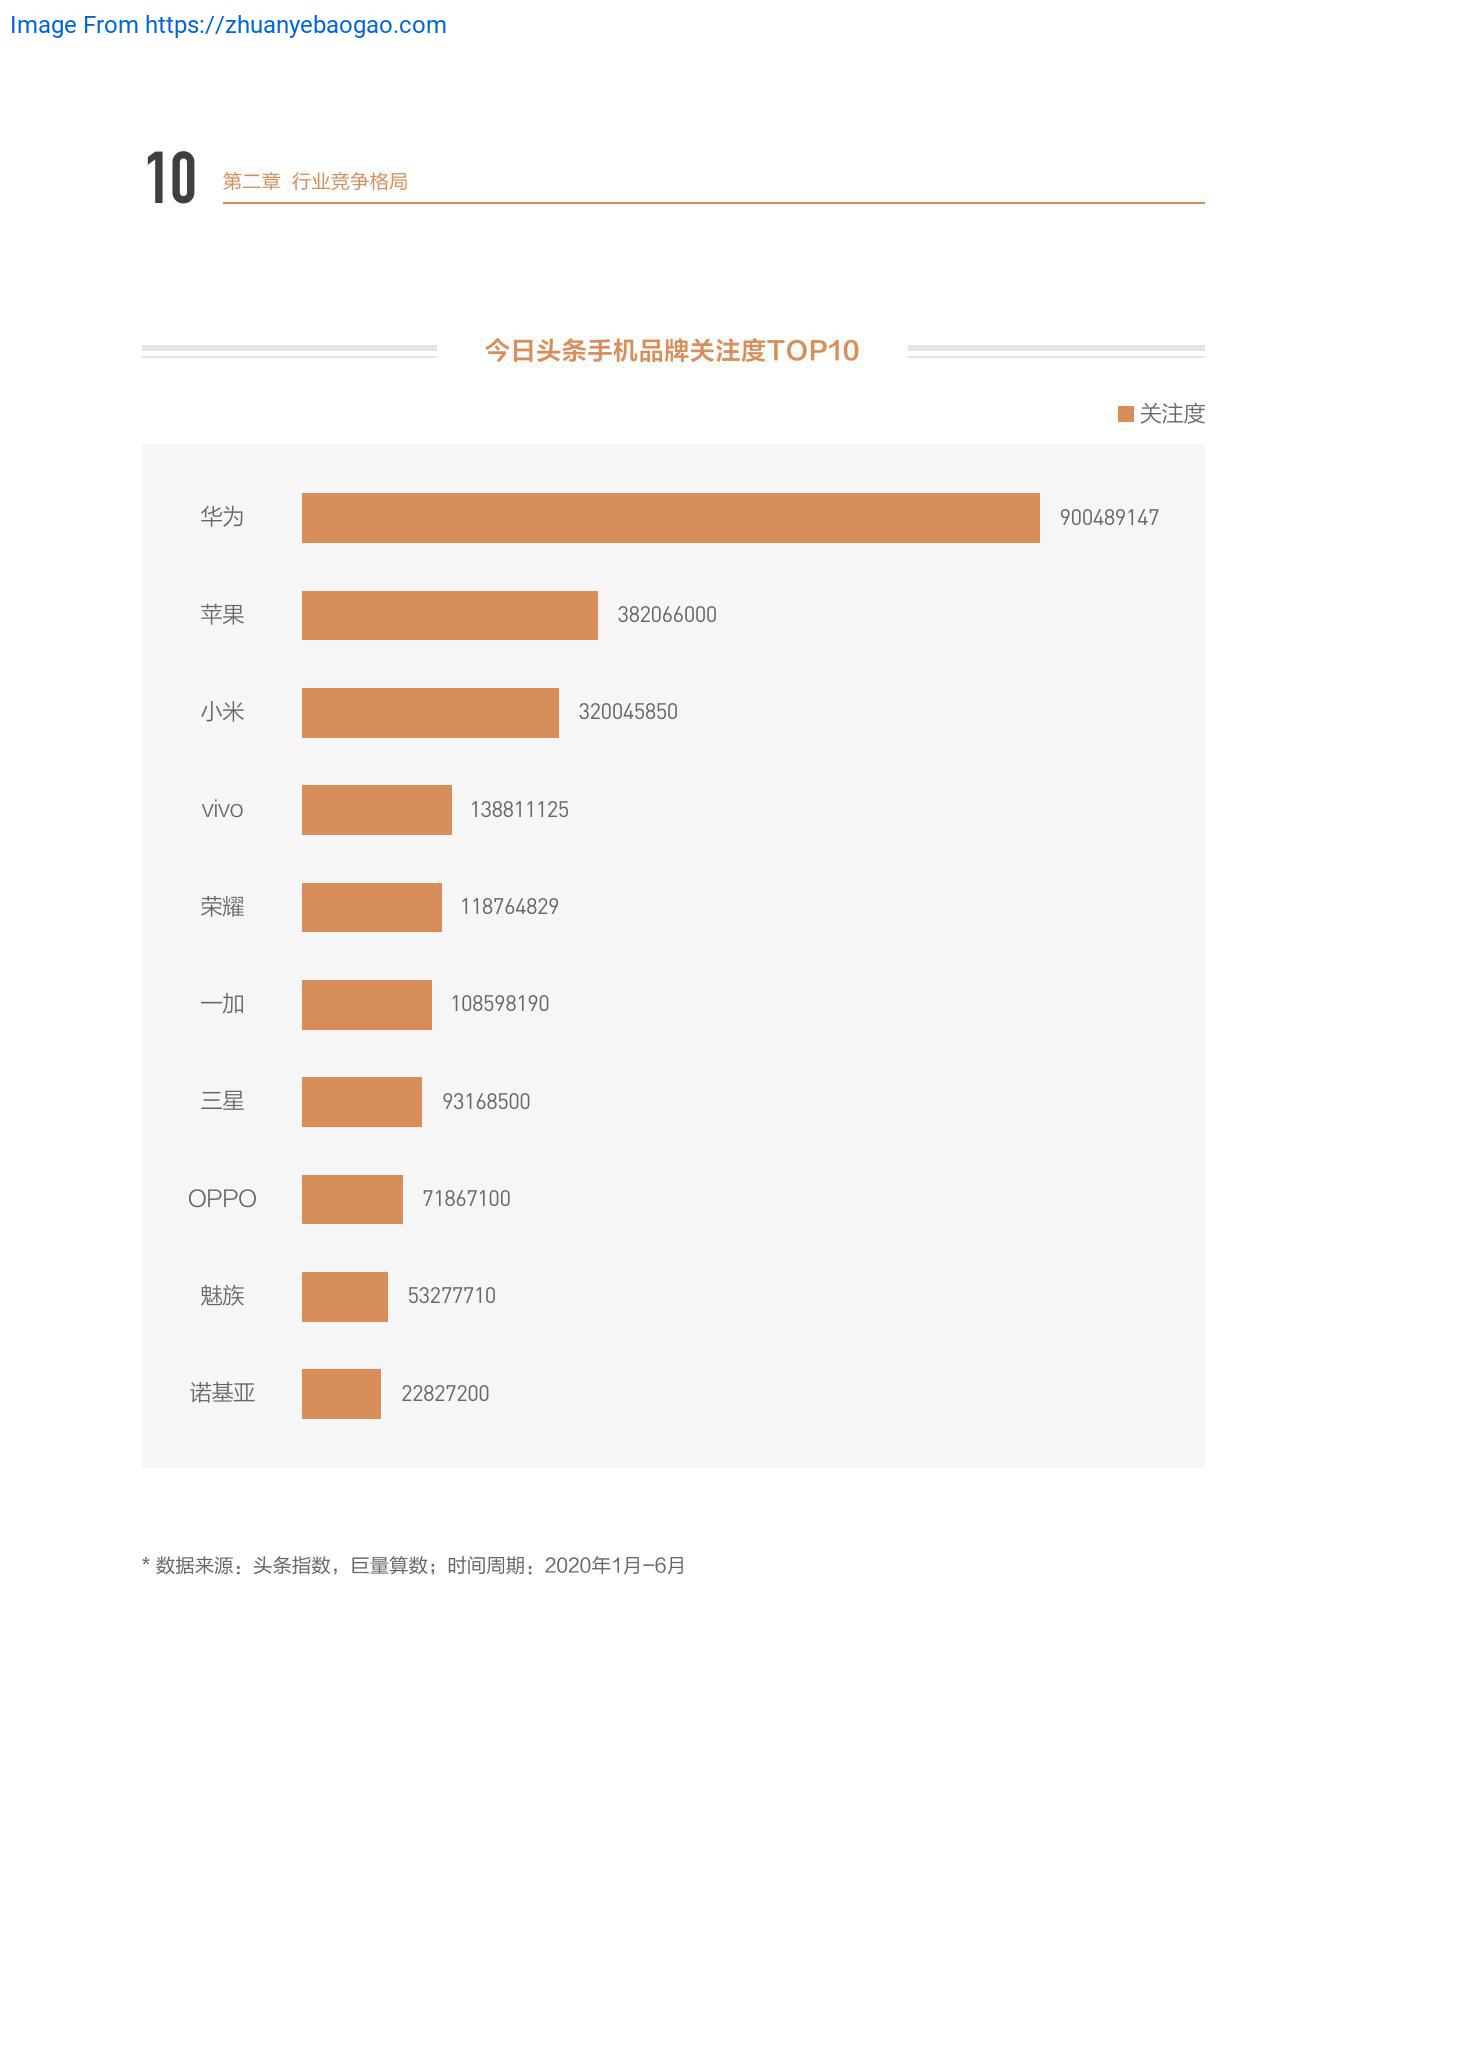 Image From https://zhuanyebaogao.com
10 第二章 行业竞争格局
今日头条手机品牌关注度TOP10
关注度
华为 900489147
苹果 382066000
小米 320045850
vivo 138811125
荣耀 118764829
一加 108598190
三星 93168500
OPPO 71867100
魅族 53277710
诺基亚 22827200
* 数据来源：头条指数，巨量算数；时间周期：2020年1月-6月